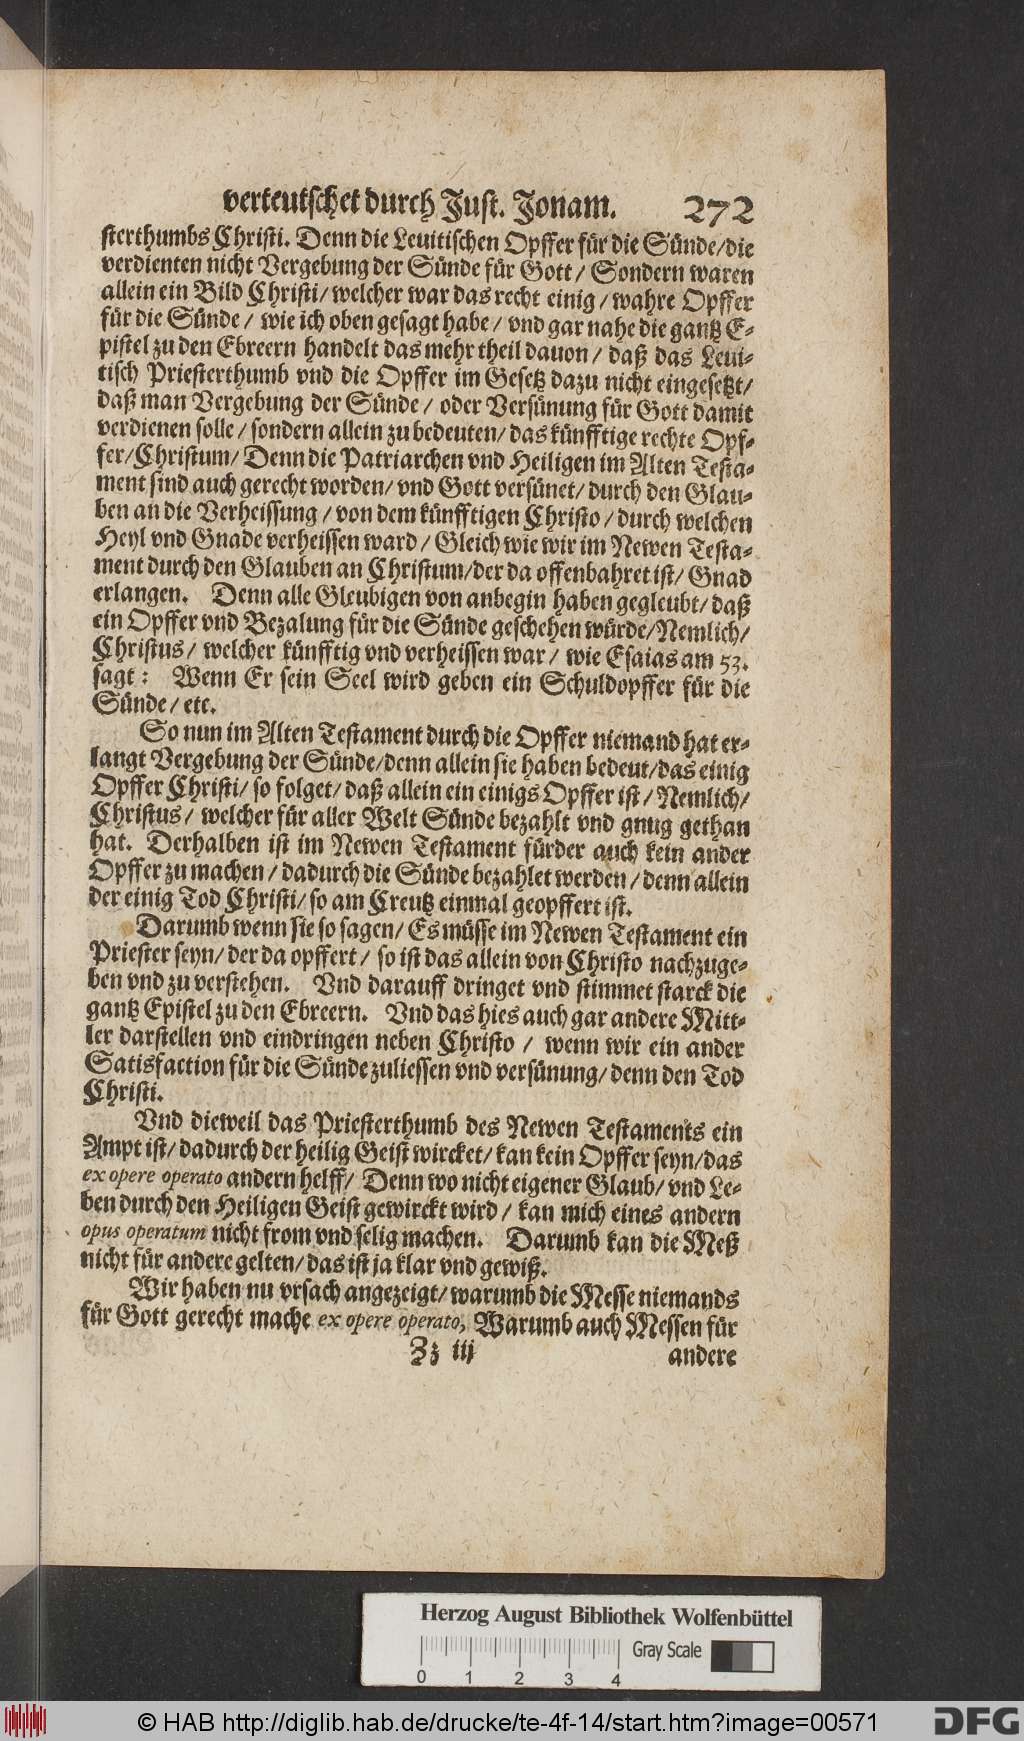 verteutschet durch Just. Jonam. 272
sterthumbs Christi. Denn die Leuitischen Opffer für die Sünde/die
verdienten nicht Vergebung der Sünde für Gott/ Sondern waren
allein ein Bild Christi/welcher war das recht einig/wahre Opffer
für die Sünde/ wie ich oben gesagt habe/ vnd gar nahe die gantz E-
pistel zu den Ebreern handelt das mehr theil dauon/ daß das Leui-
tisch Priesterthumb vnd die Opffer im Gesetz dazu nicht eingesetzt/
daß man Vergebung der Sünde/ oder Versünung für Gott damit
verdienen solle/ sondern allein zu bedeuten/das künfftige rechte Opf-
fer/Christum/ Denn die Patriarchen vnd Heiligen im Alten Testa-
ment sind auch gerecht worden/ vnd Gott versünet/ durch den Glau-
ben an die Verheissung/ von dem künfftigen Christo/ durch welchen
Heyl vnd Gnade verheissen ward/ Gleich wie wir im Newen Testa-
ment durch den Glauben an Christum/der da offenbahret ist/ Gnad
erlangen. Denn alle Gleubigen von anbegin haben gegleubt/ daß
ein Opffer vnd Bezalung für die Sünde geschehen würde/Nemlich/
Christus/ welcher künfftig vnd verheissen war/ wie Esaias am 53.
sagt: Wenn Er sein Seel wird geben ein Schuldopffer für die
Sünde/ etc.
So nun im Alten Testament durch die Opffer niemand hat er-
langt Vergebung der Sünde/denn allein sie haben bedeut/das einig
Opffer Christi/ so folget/ daß allein ein einigs Opffer ist/ Nemlich/
Christus/ welcher für aller Welt Sünde bezahlt vnd gnug gethan
hat. Derhalben ist im Newen Testament fürder auch kein ander
Opffer zu machen/ dadurch die Sünde bezahlet werden/ denn allein
der einig Tod Christi/ so am Creutz einmal geopffert ist.
Darumb wenn sie so sagen/ Es müsse im Newen Testament ein
Priester seyn/ der da opffert/ so ist das allein von Christo nachzuge-
ben vnd zu verstehen. Vnd darauff dringet vnd stimmet starck die
gantz Epistel zu den Ebreern. Vnd das hies auch gar andere Mitt-
ler darstellen vnd eindringen neben Christo/ wenn wir ein ander
Satisfaction für die Sünde zuliessen vnd versünung/ denn den Tod
Christi.
Vnd dieweil das Priesterthumb des Newen Testaments ein
Ampt ist/ dadurch der heilig Geist wircket/ kan kein Opffer seyn/das
ex opere operato andern helff/ Denn wo nicht eigener Glaub/ vnd Le-
ben durch den Heiligen Geist gewirckt wird/ kan mich eines andern
opus operatum nicht from vnd selig machen. Darumb kan die Meß
nicht für andere gelten/ das ist ja klar vnd gewiß.
Wir haben nu vrsach angezeigt/ warumb die Messe niemands
für Gott gerecht mache ex opere operato, Warumb auch Messen für
Zz iij andere
Herzog August Bibliothek Wolfenbüttel
Gray Scale
0 1 2 3 4
© HAB http://diglib.hab.de/drucke/te-4f-14/start.htm?image=00571
DFG